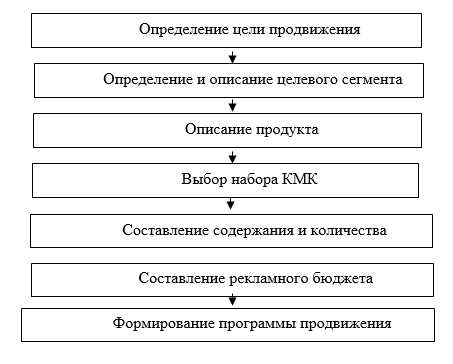 Определение цели продвижения
Определение и описание целевого сегмента
Описание продукта
Выбор набора КМК
Составление содержания и количества
Составление рекламного бюджета
Формирование программы продвижения